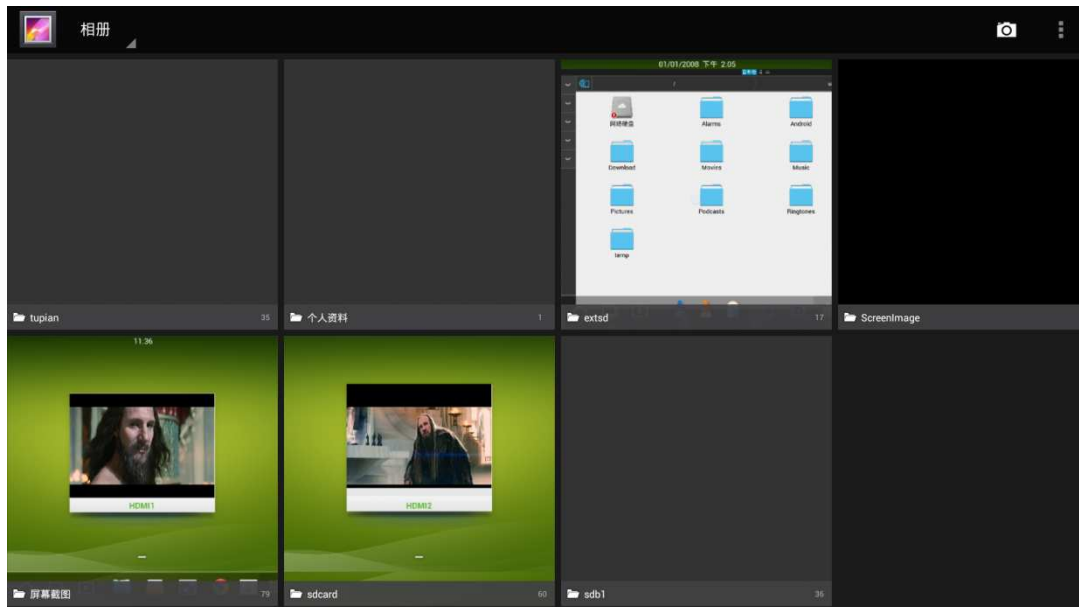 相册
01/01/2008 下午 2.05
网络硬盘
Alarms
Android
Download
Movies
Music
Pictures
Podcasts
Ringtones
tupian 35
个人资料 1
extsd 17
ScreenImage
11.36
HDMI1
HDMI2
屏幕截图 79
sdcard 60
sdb1 36